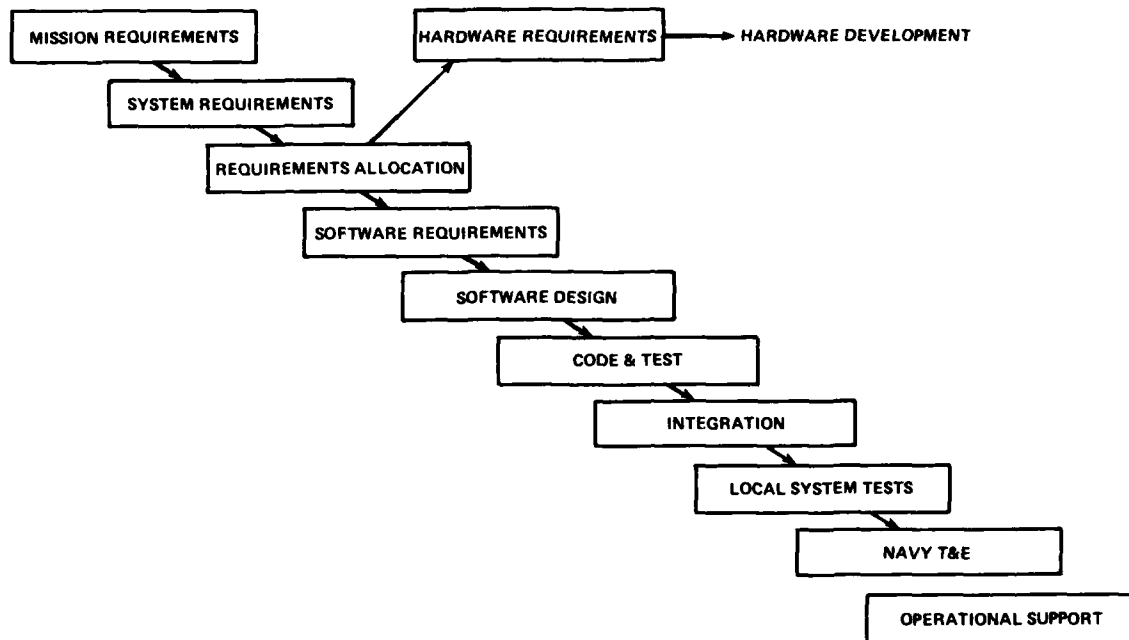 MISSION REQUIREMENTS
HARDWARE REQUIREMENTS
HARDWARE DEVELOPMENT
SYSTEM REQUIREMENTS
REQUIREMENTS ALLOCATION
SOFTWARE REQUIREMENTS
SOFTWARE DESIGN
CODE & TEST
INTEGRATION
LOCAL SYSTEM TESTS
NAVY T&E
OPERATIONAL SUPPORT